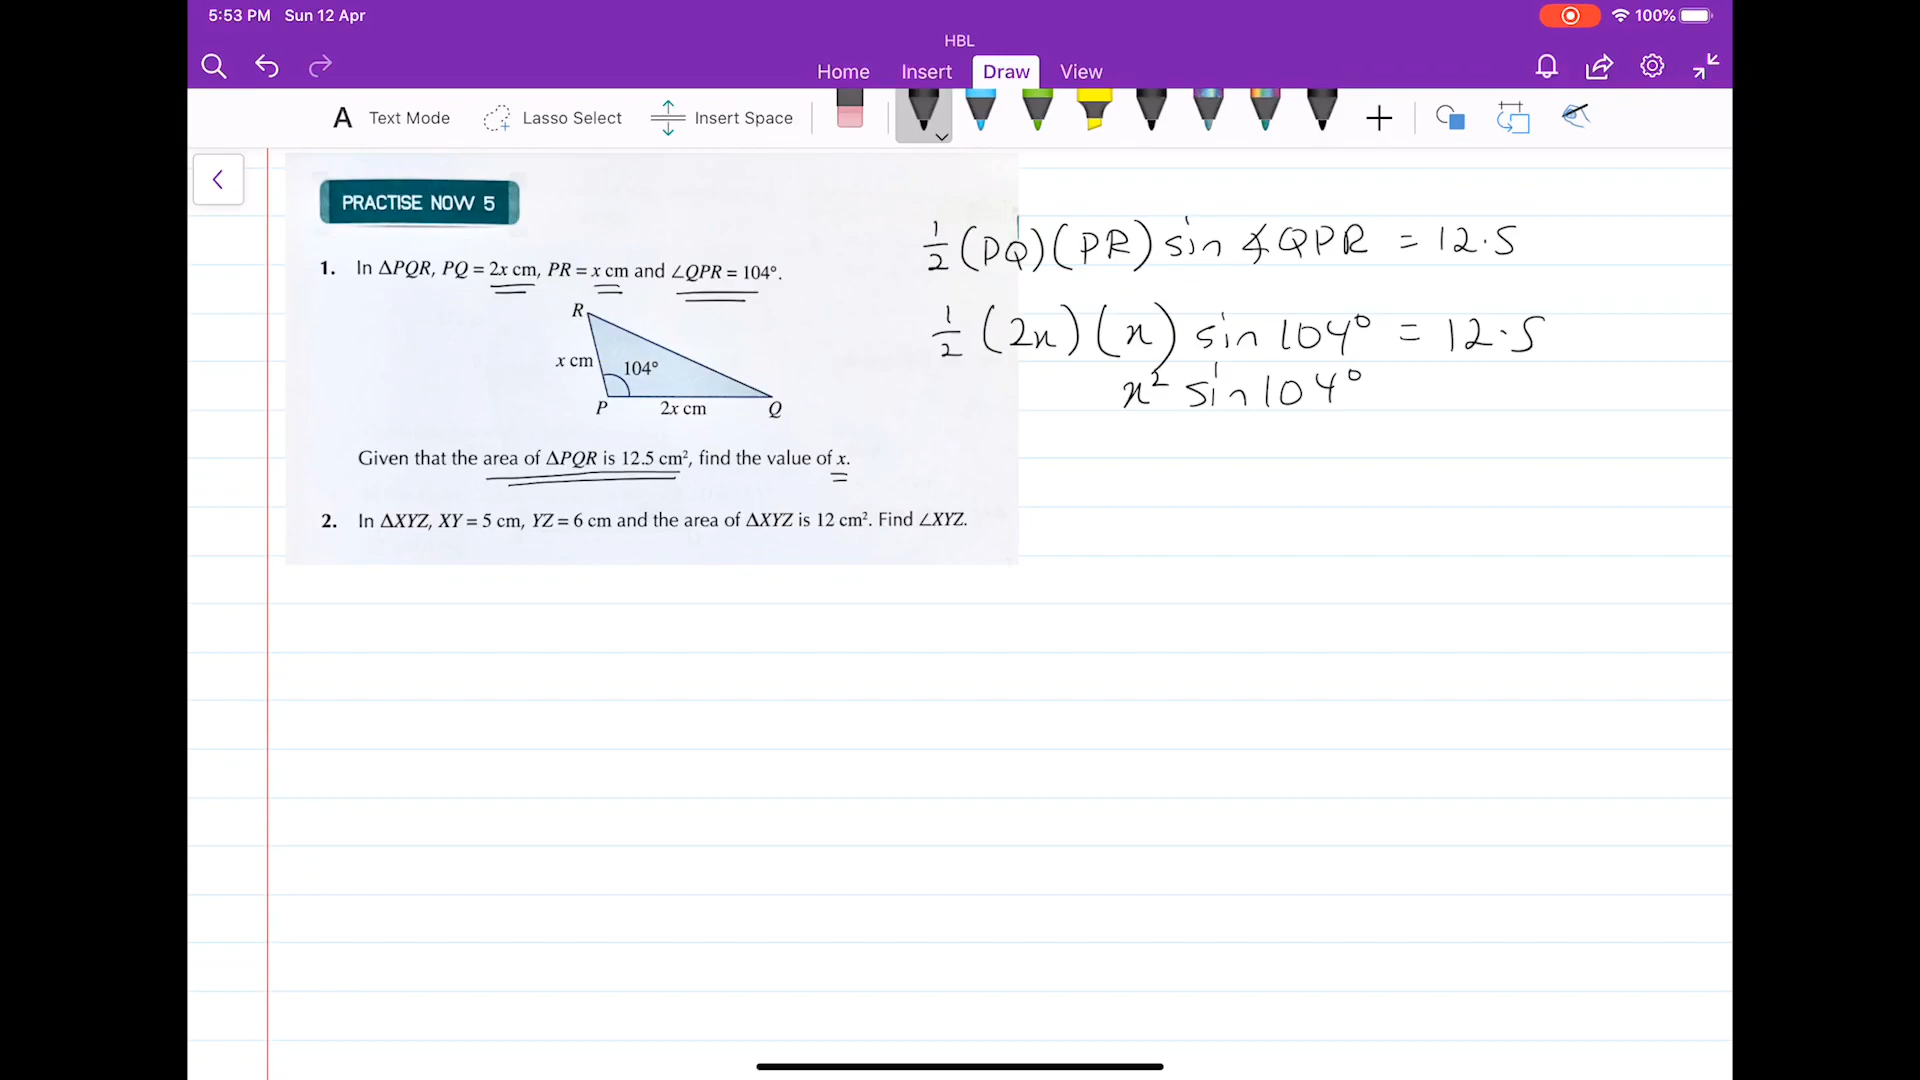 5:53 PM Sun 12 Apr
100%
HBL
Home Insert Draw View
A Text Mode Lasso Select Insert Space
PRACTISE NOW 5
1. In ΔPQR, PQ = 2x cm, PR = x cm and ∠QPR = 104°.
R
x cm
104°
P
2x cm
Q
Given that the area of ΔPQR is 12.5 cm², find the value of x.
2. In ΔXYZ, XY = 5 cm, YZ = 6 cm and the area of ΔXYZ is 12 cm². Find ∠XYZ.
1/2 (PQ)(PR) sin ∡QPR = 12.5
1/2 (2x)(x) sin 104° = 12.5
x² sin 104°